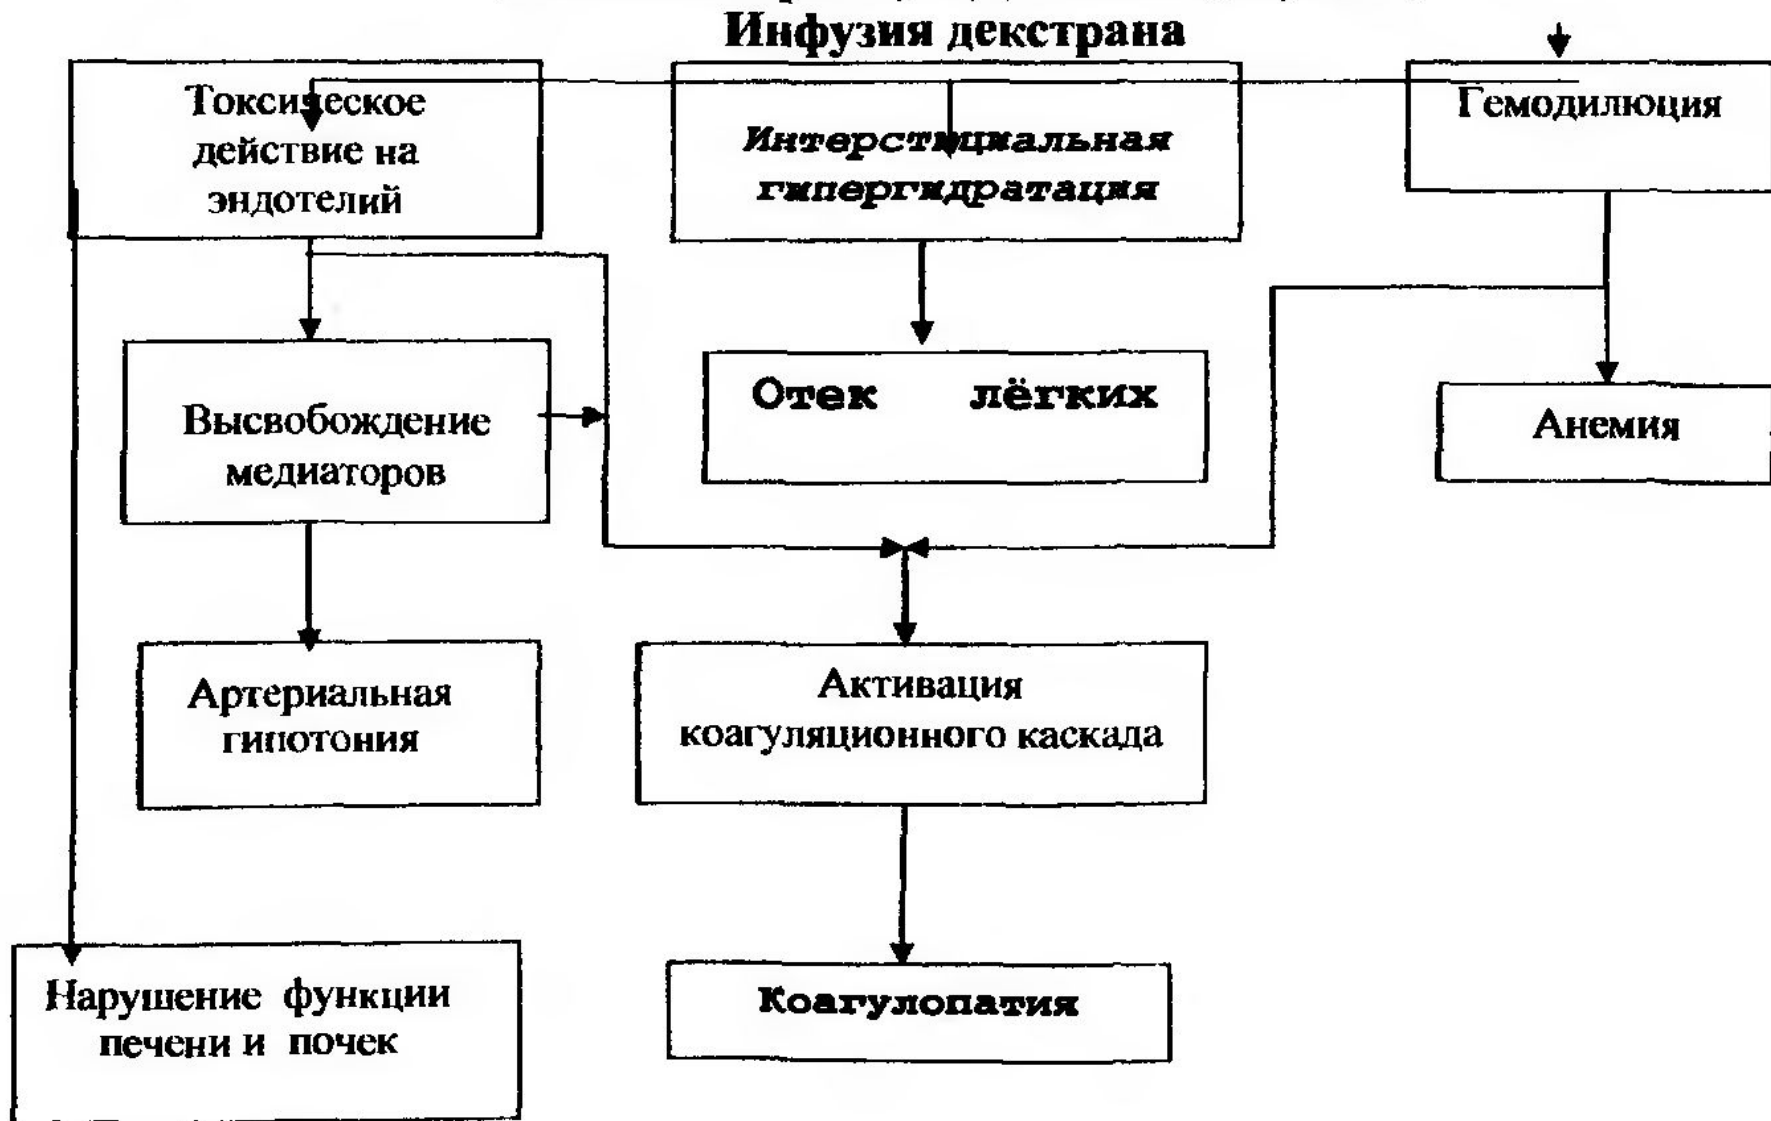 Инфузия декстрана
Токсическое
действие на
эндотелий
Интерстициальная
гипергидратация
Гемодилюция
Высвобождение
медиаторов
Отек лёгких
Анемия
Артериальная
гипотония
Активация
коагуляционного каскада
Нарушение функции
печени и почек
Коагулопатия